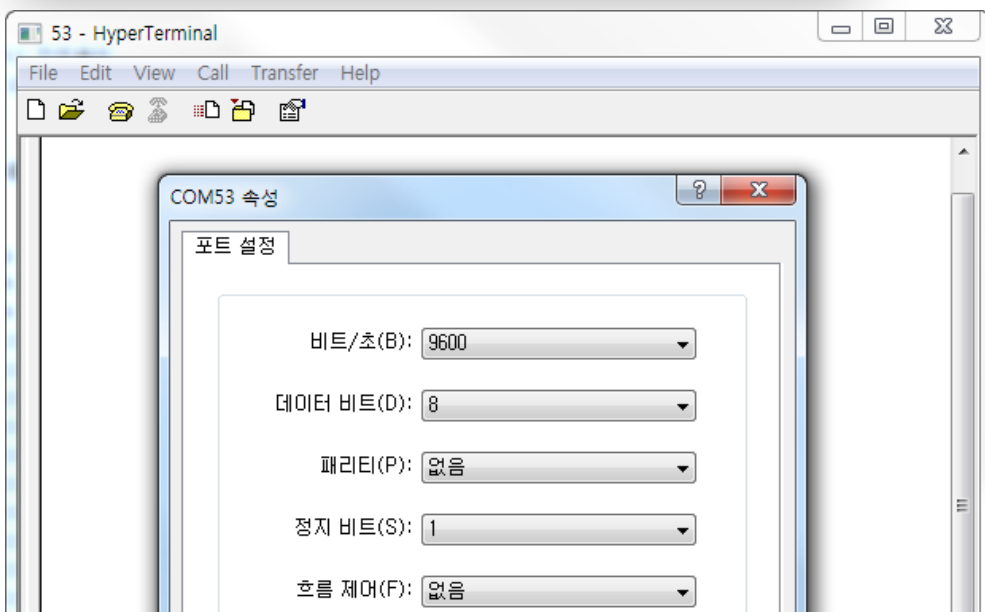 53 - HyperTerminal
File Edit View Call Transfer Help
COM53 속성
포트 설정
비트/초(B): 9600
데이터 비트(D): 8
패리티(P): 없음
정지 비트(S): 1
흐름 제어(F): 없음